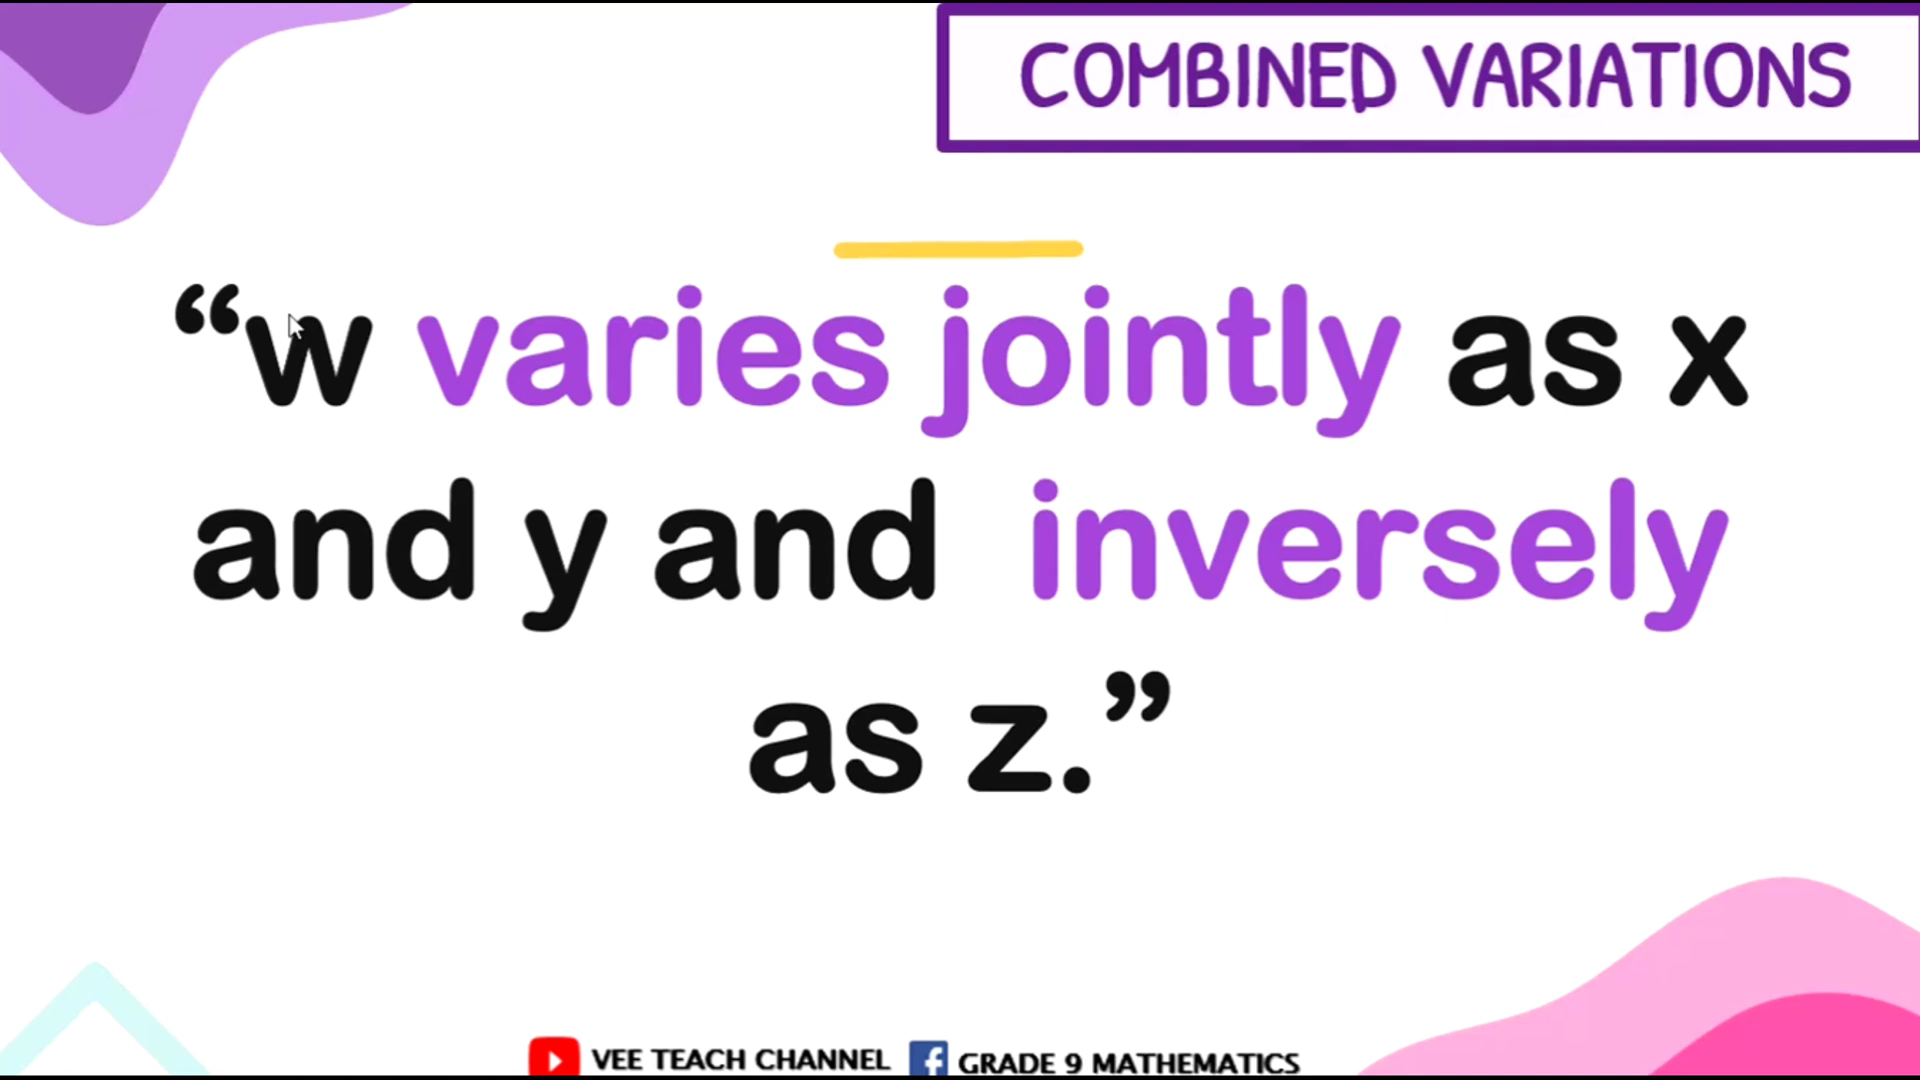 COMBINED VARIATIONS
“w varies jointly as x
and y and inversely
as z.”
VEE TEACH CHANNEL GRADE 9 MATHEMATICS